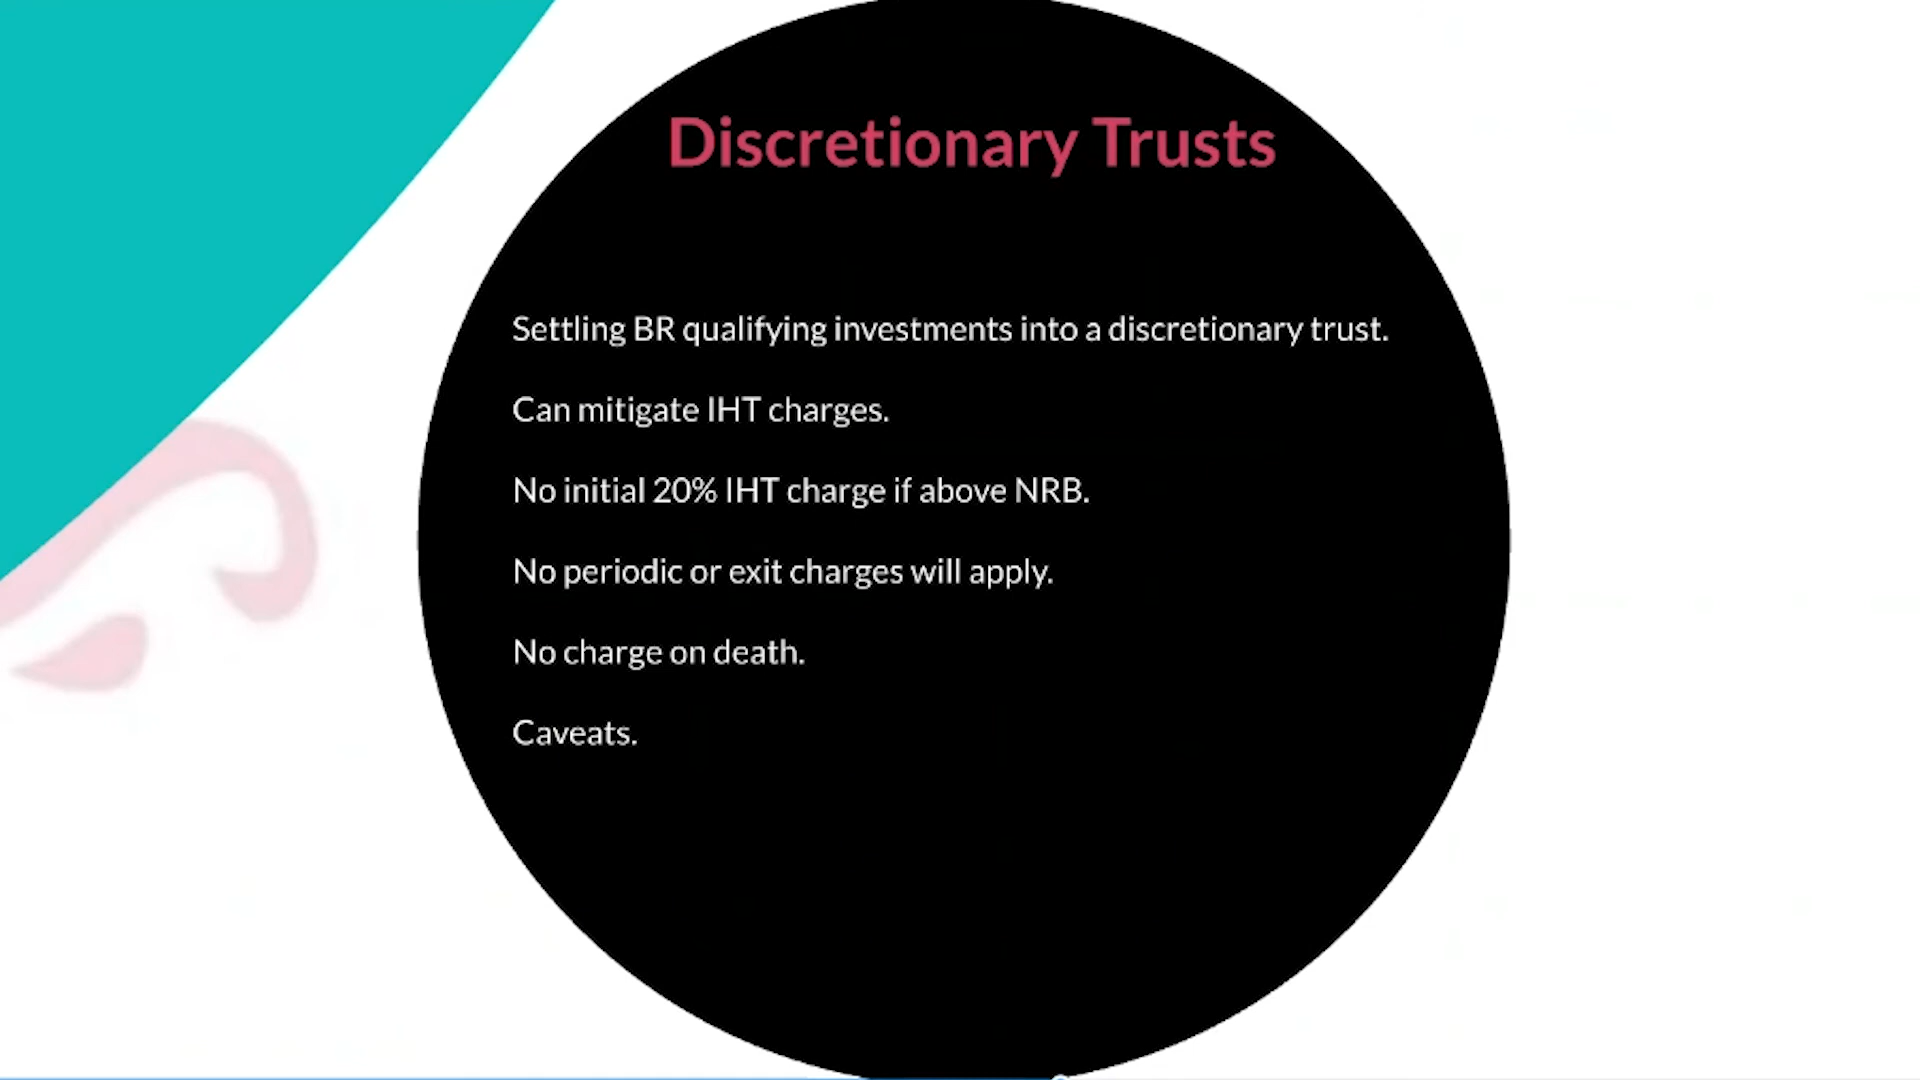 Discretionary Trusts
Settling BR qualifying investments into a discretionary trust.
Can mitigate IHT charges.
No initial 20% IHT charge if above NRB.
No periodic or exit charges will apply.
No charge on death.
Caveats.